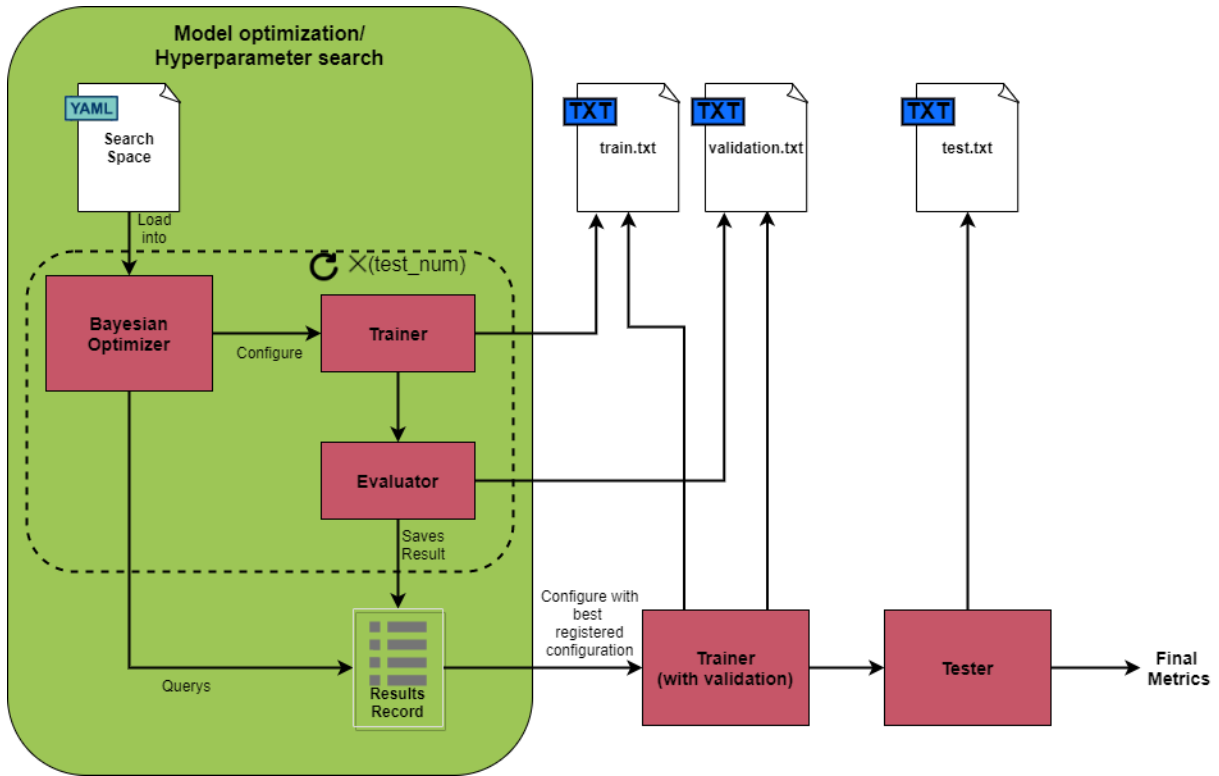 Model optimization/
Hyperparameter search
YAML
Search
Space
TXT
train.txt
TXT
validation.txt
TXT
test.txt
Load
into
×(test_num)
Bayesian
Optimizer
Configure
Trainer
Evaluator
Saves
Result
Querys
Results
Record
Configure with
best
registered
configuration
Trainer
(with validation)
Tester
Final
Metrics